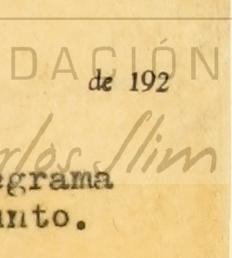 DACIÓN
de 192
Carlos Slim
egrama
unto.